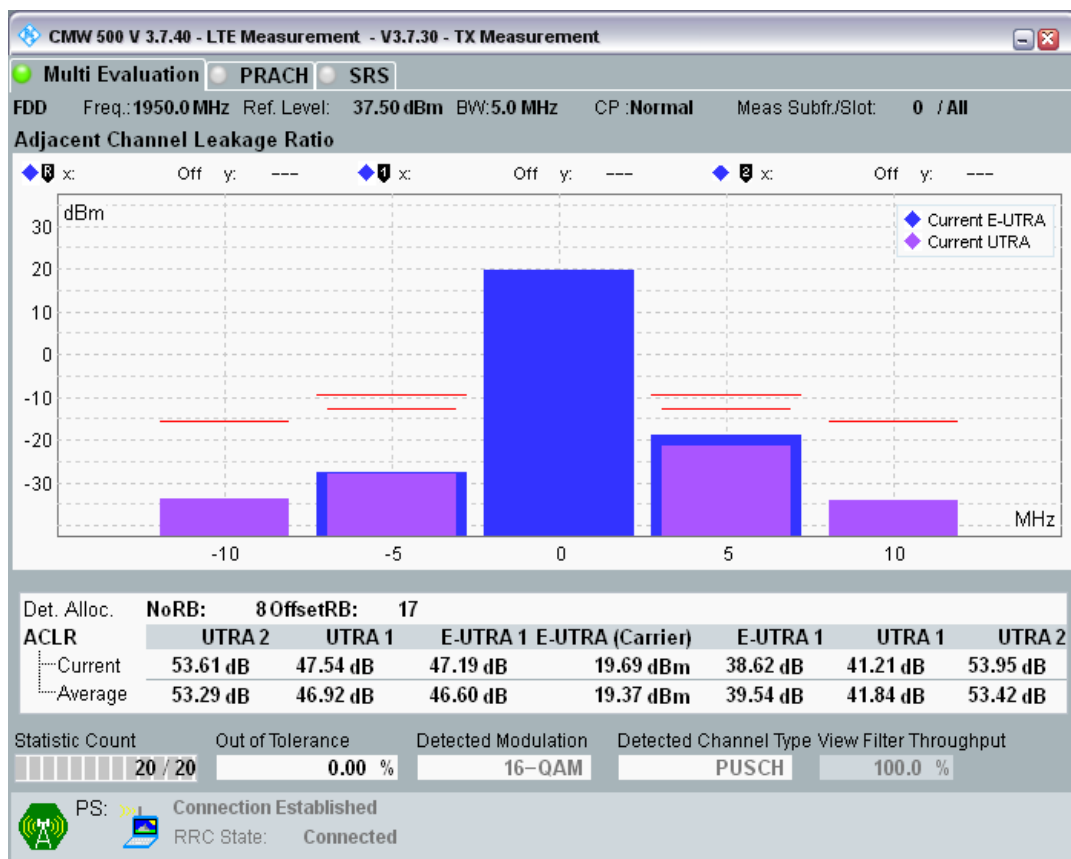 CMW 500 V 3.7.40 - LTE Measurement - V3.7.30 - TX Measurement
Multi Evaluation PRACH SRS
FDD Freq.: 1950.0 MHz Ref. Level: 37.50 dBm BW: 5.0 MHz CP : Normal Meas Subfr./Slot: 0 / All
Adjacent Channel Leakage Ratio
R x: Off y: --- 1 x: Off y: --- 2 x: Off y: ---
dBm
Current E-UTRA
Current UTRA
30
20
10
0
-10
-20
-30
MHz
-10 -5 0 5 10
Det. Alloc. NoRB: 8 OffsetRB: 17
ACLR UTRA 2 UTRA 1 E-UTRA 1 E-UTRA (Carrier) E-UTRA 1 UTRA 1 UTRA 2
Current 53.61 dB 47.54 dB 47.19 dB 19.69 dBm 38.62 dB 41.21 dB 53.95 dB
Average 53.29 dB 46.92 dB 46.60 dB 19.37 dBm 39.54 dB 41.84 dB 53.42 dB
Statistic Count Out of Tolerance Detected Modulation Detected Channel Type View Filter Throughput
20 / 20 0.00 % 16-QAM PUSCH 100.0 %
PS: Connection Established
RRC State: Connected